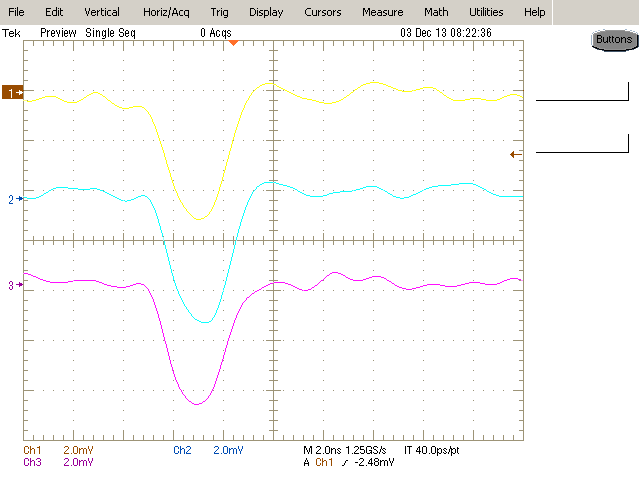 File Edit Vertical Horiz/Acq Trig Display Cursors Measure Math Utilities Help
Tek Preview Single Seq 0 Acqs 03 Dec 13 08:22:36
Buttons
1
2
3
Ch1 2.0mV Ch2 2.0mV M 2.0ns 1.25GS/s IT 40.0ps/pt
Ch3 2.0mV A Ch1 -2.48mV